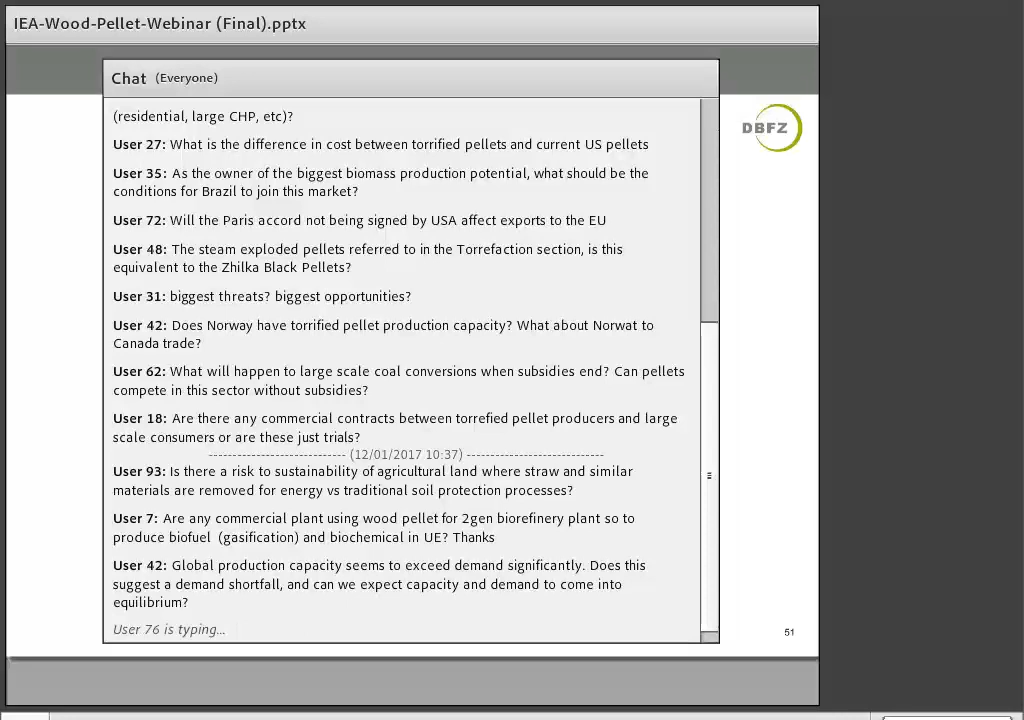 IEA-Wood-Pellet-Webinar (Final).pptx
Chat (Everyone)
DBFZ
(residential, large CHP, etc)?
User 27: What is the difference in cost between torrified pellets and current US pellets
User 35: As the owner of the biggest biomass production potential, what should be the
conditions for Brazil to join this market?
User 72: Will the Paris accord not being signed by USA affect exports to the EU
User 48: The steam exploded pellets referred to in the Torrefaction section, is this
equivalent to the Zhilka Black Pellets?
User 31: biggest threats? biggest opportunities?
User 42: Does Norway have torrified pellet production capacity? What about Norwat to
Canada trade?
User 62: What will happen to large scale coal conversions when subsidies end? Can pellets
compete in this sector without subsidies?
User 18: Are there any commercial contracts between torrefied pellet producers and large
scale consumers or are these just trials?
---------------------------- (12/01/2017 10:37) ----------------------------
User 93: Is there a risk to sustainability of agricultural land where straw and similar
materials are removed for energy vs traditional soil protection processes?
User 7: Are any commercial plant using wood pellet for 2gen biorefinery plant so to
produce biofuel (gasification) and biochemical in UE? Thanks
User 42: Global production capacity seems to exceed demand significantly. Does this
suggest a demand shortfall, and can we expect capacity and demand to come into
equilibrium?
User 76 is typing...
51